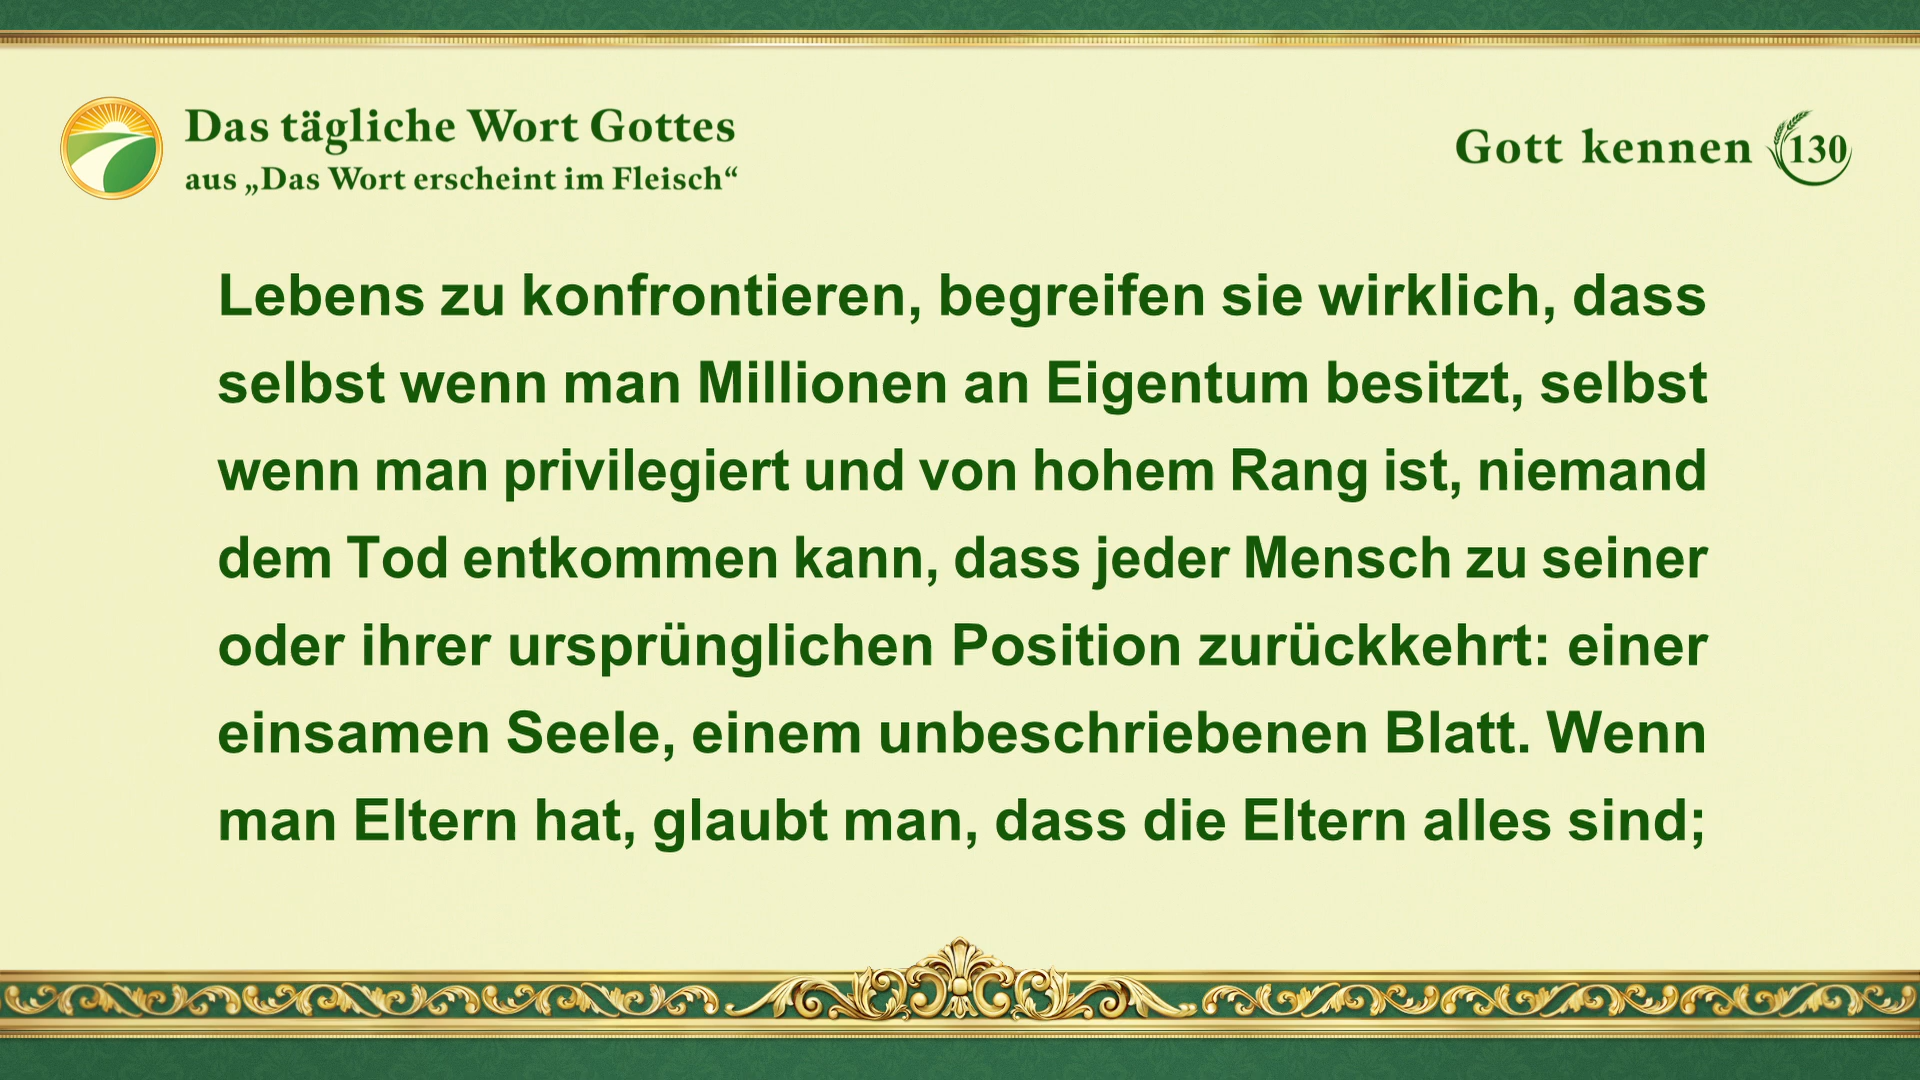 Das tägliche Wort Gottes
aus „Das Wort erscheint im Fleisch“
Gott kennen 130
Lebens zu konfrontieren, begreifen sie wirklich, dass
selbst wenn man Millionen an Eigentum besitzt, selbst
wenn man privilegiert und von hohem Rang ist, niemand
dem Tod entkommen kann, dass jeder Mensch zu seiner
oder ihrer ursprünglichen Position zurückkehrt: einer
einsamen Seele, einem unbeschriebenen Blatt. Wenn
man Eltern hat, glaubt man, dass die Eltern alles sind;